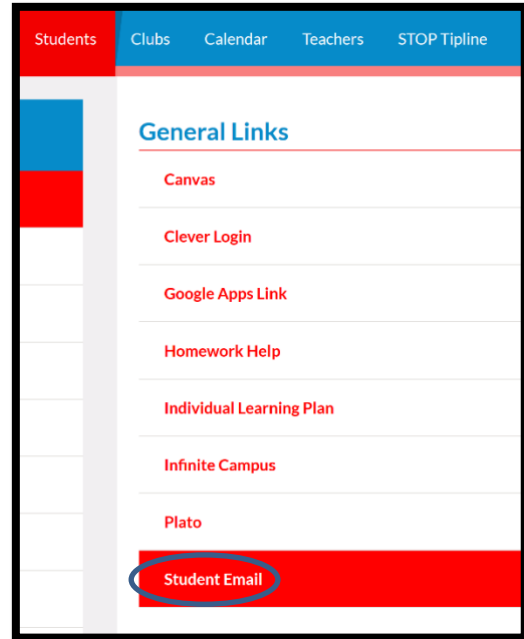 Students Clubs Calendar Teachers STOP Tipline
General Links
Canvas
Clever Login
Google Apps Link
Homework Help
Individual Learning Plan
Infinite Campus
Plato
Student Email